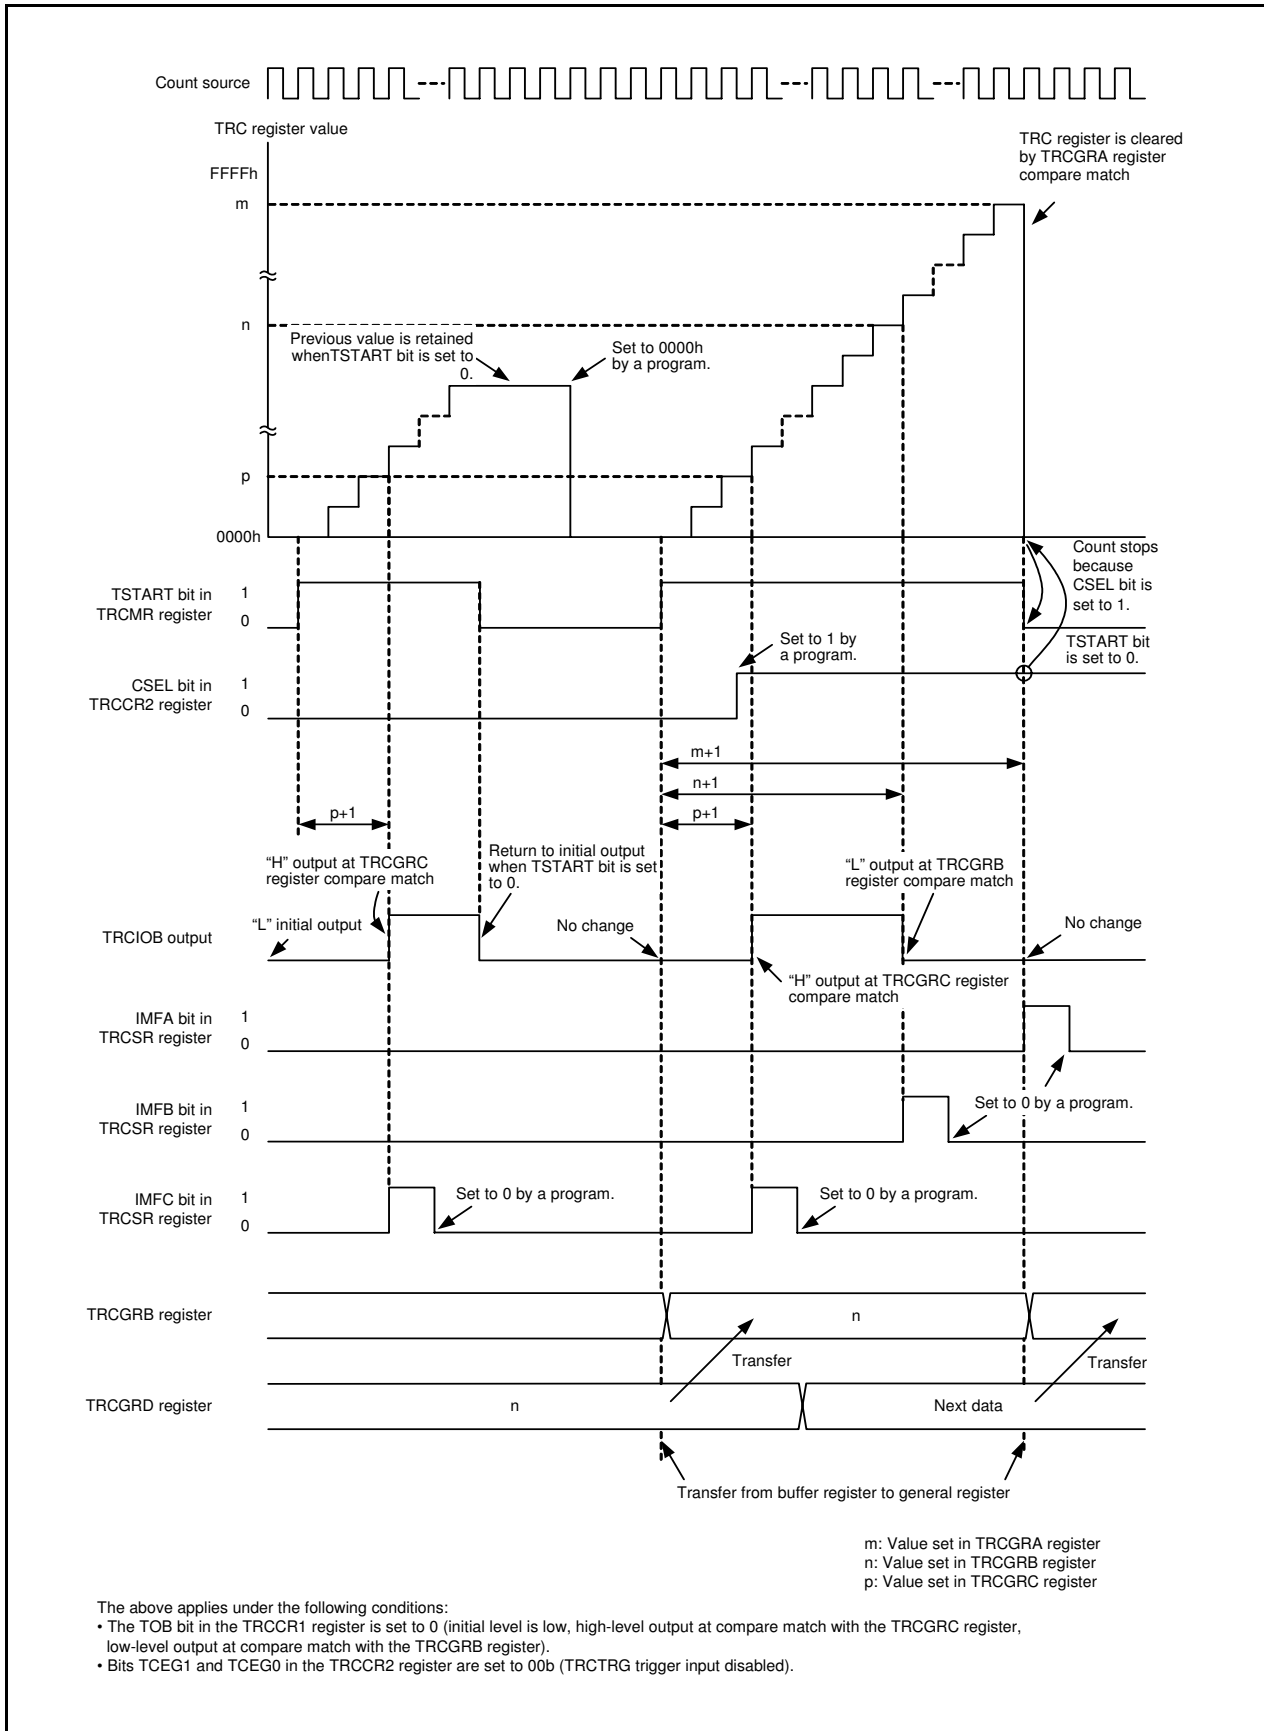 Count source
TRC register value
FFFFh
m
TRC register is cleared
by TRCGRA register
compare match
n
Previous value is retained
whenTSTART bit is set to
0.
Set to 0000h
by a program.
p
0000h
Count stops
because
CSEL bit is
set to 1.
TSTART bit in
TRCMR register
1
0
TSTART bit
is set to 0.
Set to 1 by
a program.
CSEL bit in
TRCCR2 register
1
0
m+1
n+1
p+1
p+1
“H” output at TRCGRC
register compare match
Return to initial output
when TSTART bit is set
to 0.
“L” output at TRCGRB
register compare match
“L” initial output
No change
No change
TRCIOB output
“H” output at TRCGRC register
compare match
IMFA bit in
TRCSR register
1
0
IMFB bit in
TRCSR register
1
0
Set to 0 by a program.
IMFC bit in
TRCSR register
1
0
Set to 0 by a program.
Set to 0 by a program.
TRCGRB register
n
Transfer
Transfer
TRCGRD register
n
Next data
Transfer from buffer register to general register
m: Value set in TRCGRA register
n: Value set in TRCGRB register
p: Value set in TRCGRC register
The above applies under the following conditions:
• The TOB bit in the TRCCR1 register is set to 0 (initial level is low, high-level output at compare match with the TRCGRC register,
low-level output at compare match with the TRCGRB register).
• Bits TCEG1 and TCEG0 in the TRCCR2 register are set to 00b (TRCTRG trigger input disabled).